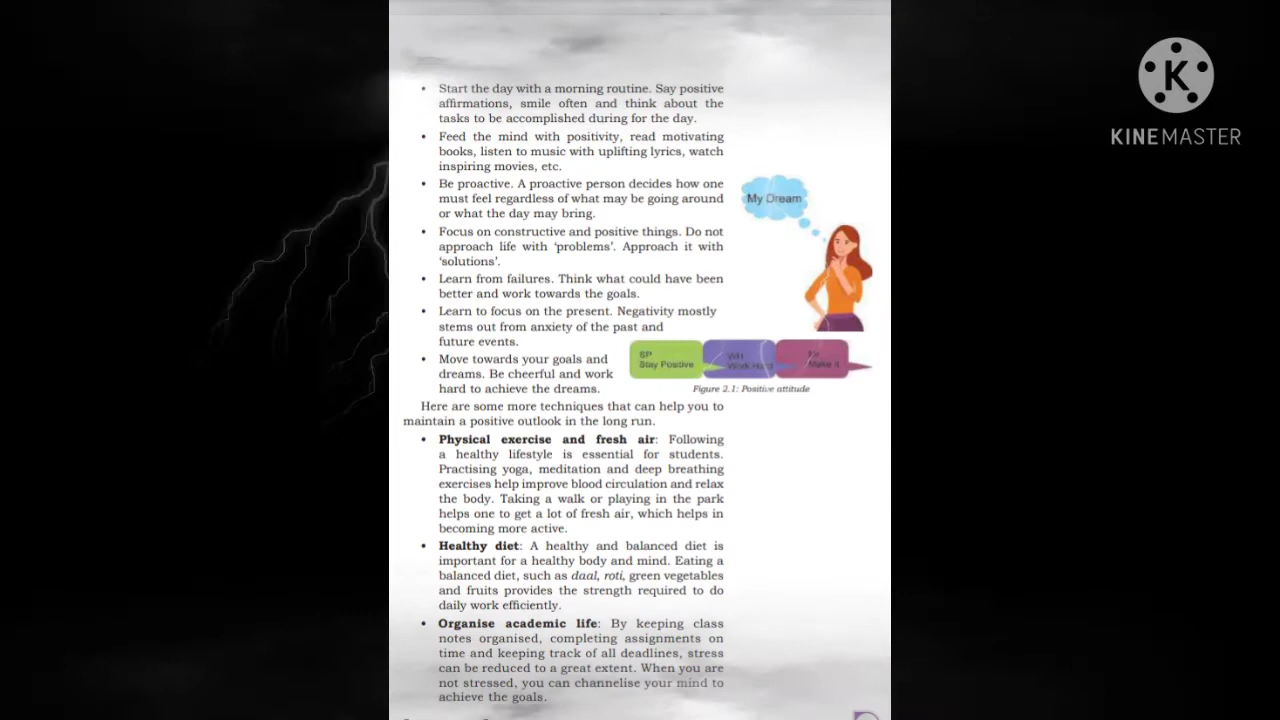 • Start the day with a morning routine. Say positive
affirmations, smile often and think about the
tasks to be accomplished during for the day.
• Feed the mind with positivity, read motivating
books, listen to music with uplifting lyrics, watch
inspiring movies, etc.
• Be proactive. A proactive person decides how one
must feel regardless of what may be going around
or what the day may bring.
• Focus on constructive and positive things. Do not
approach life with ‘problems’. Approach it with
‘solutions’.
• Learn from failures. Think what could have been
better and work towards the goals.
• Learn to focus on the present. Negativity mostly
stems out from anxiety of the past and
future events.
• Move towards your goals and
dreams. Be cheerful and work
hard to achieve the dreams.
My Dream
SP
Stay Positive
WH
Work Hard
Make it
Figure 2.1: Positive attitude
Here are some more techniques that can help you to
maintain a positive outlook in the long run.
• Physical exercise and fresh air: Following
a healthy lifestyle is essential for students.
Practising yoga, meditation and deep breathing
exercises help improve blood circulation and relax
the body. Taking a walk or playing in the park
helps one to get a lot of fresh air, which helps in
becoming more active.
• Healthy diet: A healthy and balanced diet is
important for a healthy body and mind. Eating a
balanced diet, such as daal, roti, green vegetables
and fruits provides the strength required to do
daily work efficiently.
• Organise academic life: By keeping class
notes organised, completing assignments on
time and keeping track of all deadlines, stress
can be reduced to a great extent. When you are
not stressed, you can channelise your mind to
achieve the goals.
K
KINEMASTER